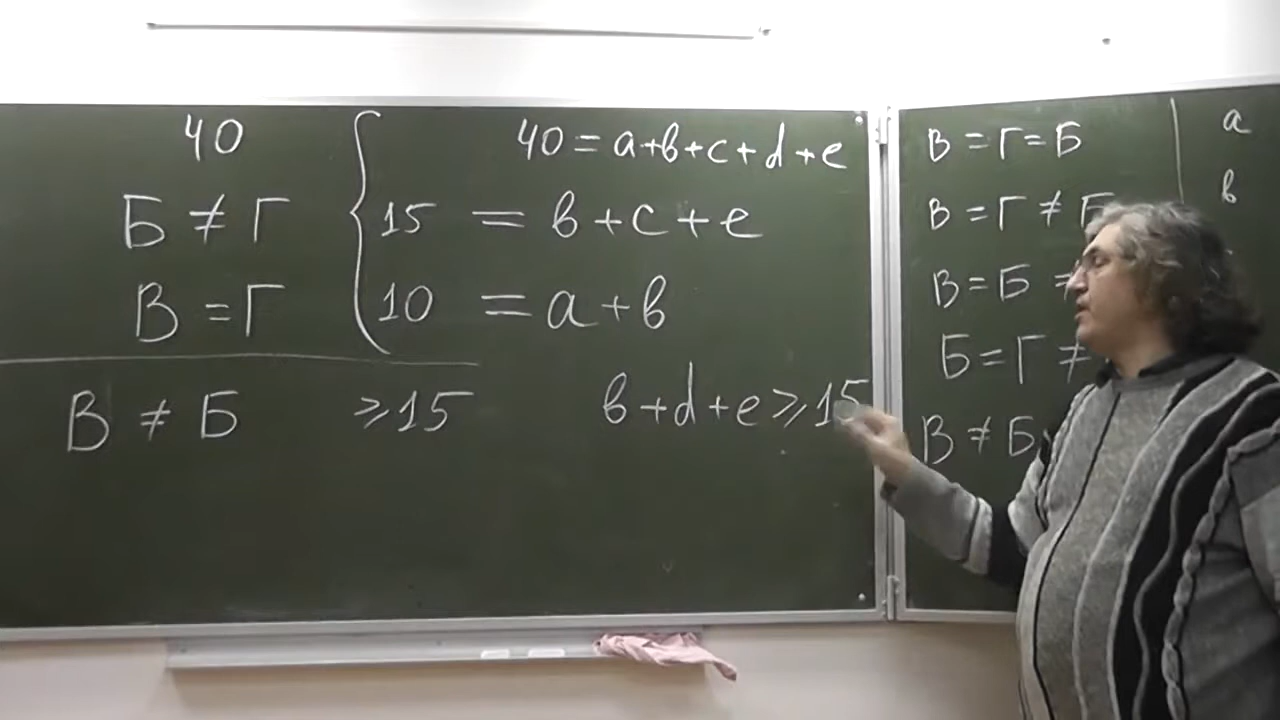 40
40 = a+b+c+d+e
Б ≠ Г
15 = b+c+e
В = Г
10 = a+b
В ≠ Б
≥15
b+d+e ≥ 15
В = Г = Б
a
В = Г ≠ Б
b
В = Б ≠
Б = Г ≠
В ≠ Б